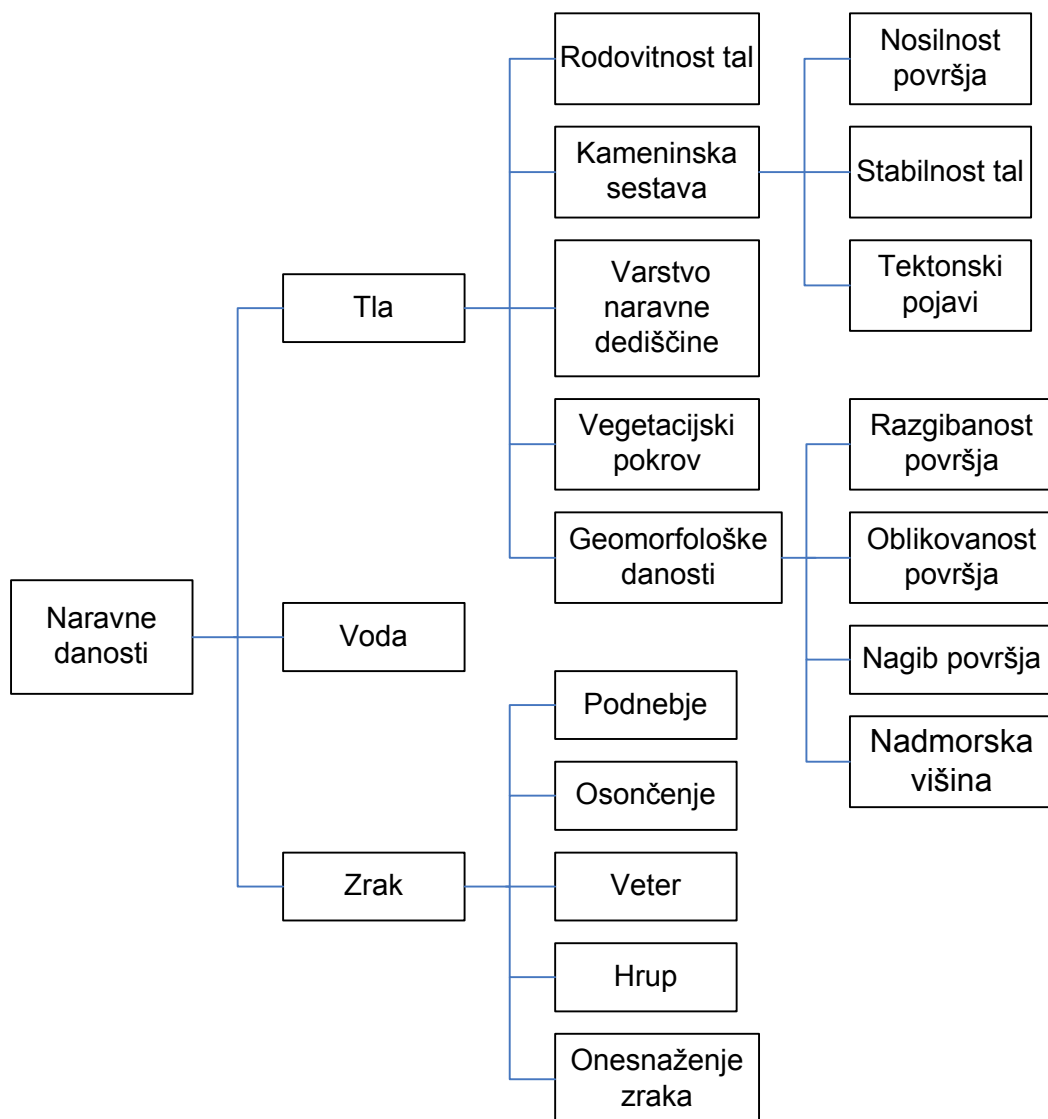 Naravne
danosti
Tla
Voda
Zrak
Rodovitnost tal
Kameninska
sestava
Varstvo
naravne
dediščine
Vegetacijski
pokrov
Geomorfološke
danosti
Podnebje
Osončenje
Veter
Hrup
Onesnaženje
zraka
Nosilnost
površja
Stabilnost tal
Tektonski
pojavi
Razgibanost
površja
Oblikovanost
površja
Nagib površja
Nadmorska
višina